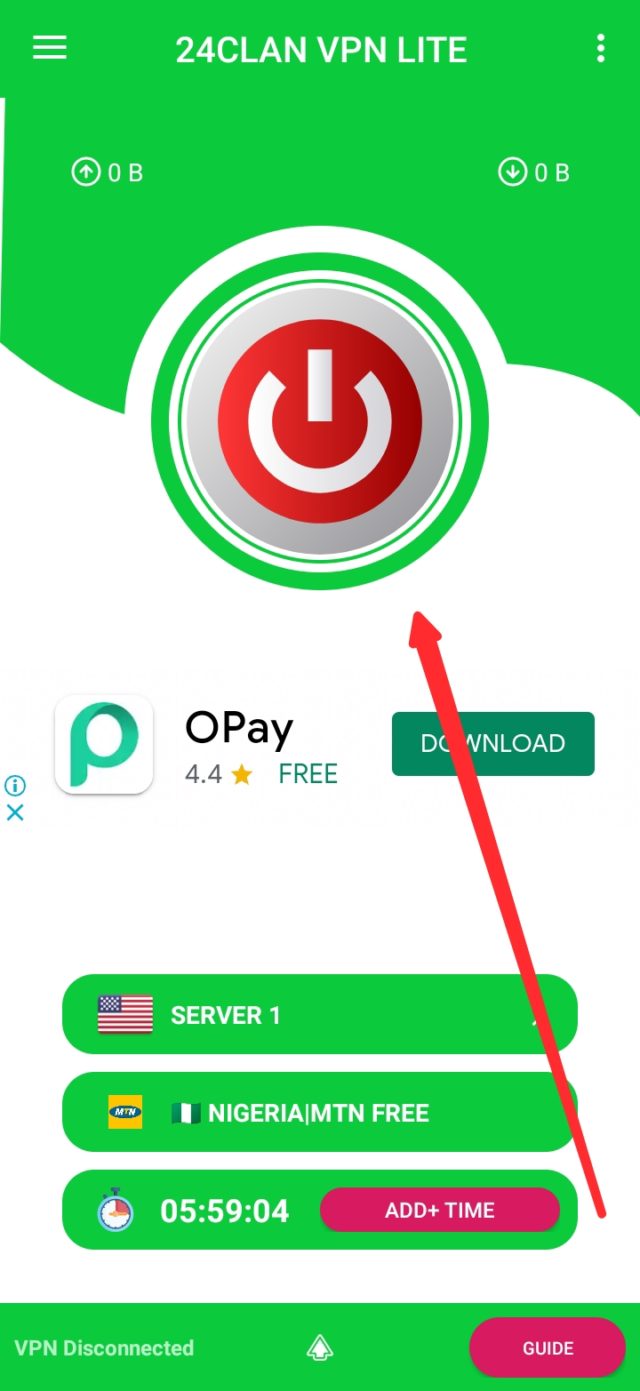 24CLAN VPN LITE
0 B
0 B
OPay
4.4 FREE
DOWNLOAD
SERVER 1
MTN
NIGERIA|MTN FREE
05:59:04
ADD+ TIME
VPN Disconnected
GUIDE